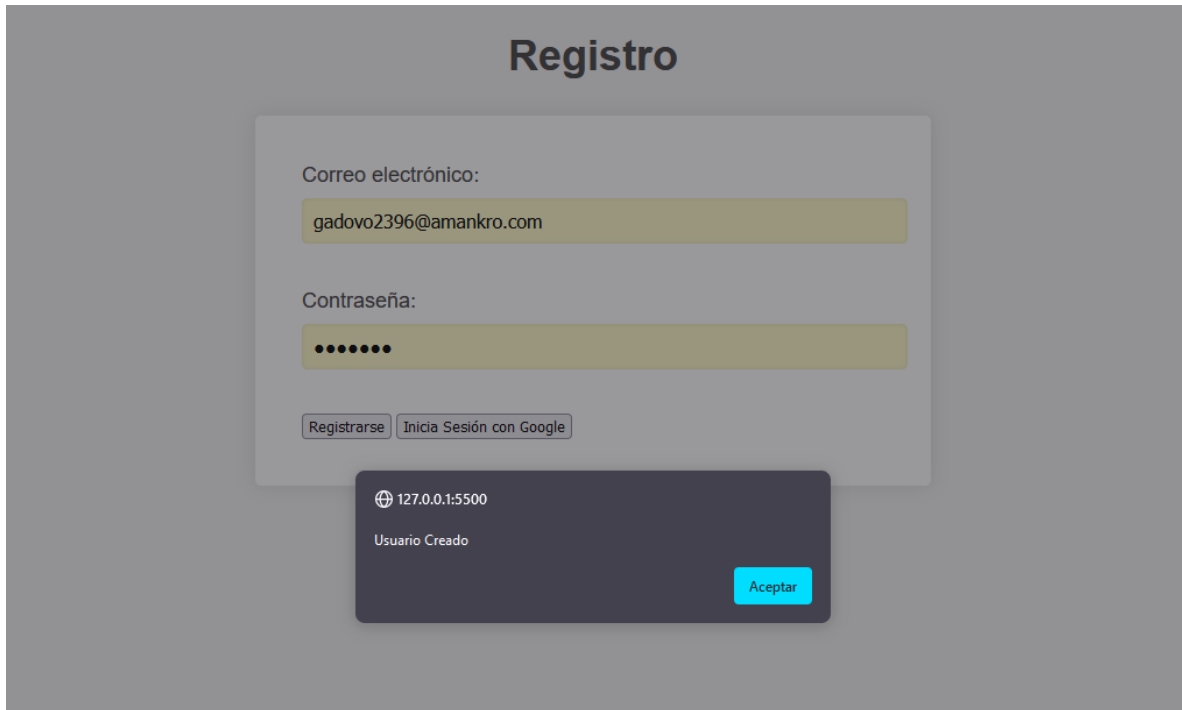 Registro
Correo electrónico:
gadovo2396@amankro.com
Contraseña:
●●●●●●●
Registrarse Inicia Sesión con Google
127.0.0.1:5500
Usuario Creado
Aceptar